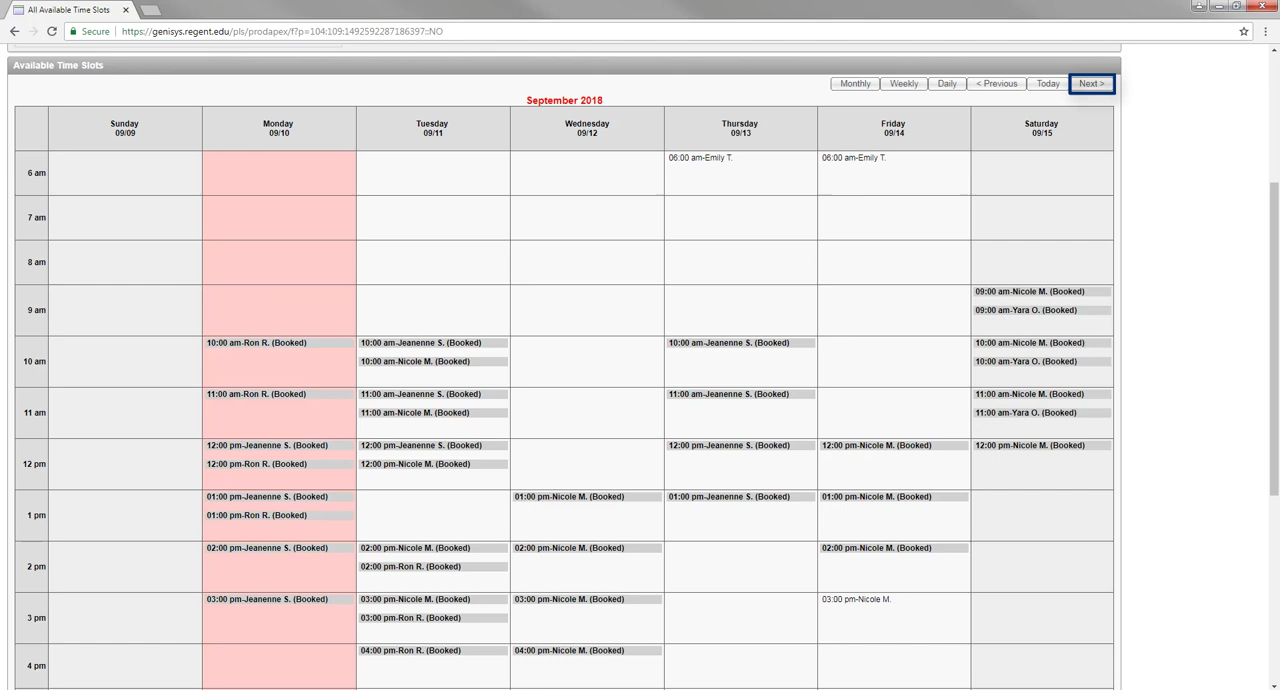 All Available Time Slots
Secure
https://genisys.regent.edu/pls/prodapex/f?p=104:109:1492592287186397::NO
Available Time Slots
Monthly Weekly Daily < Previous Today Next >
September 2018
Sunday 09/09
Monday 09/10
Tuesday 09/11
Wednesday 09/12
Thursday 09/13
Friday 09/14
Saturday 09/15
6 am
06:00 am-Emily T.
06:00 am-Emily T.
7 am
8 am
9 am
09:00 am-Nicole M. (Booked)
09:00 am-Yara O. (Booked)
10 am
10:00 am-Ron R. (Booked)
10:00 am-Jeanenne S. (Booked)
10:00 am-Nicole M. (Booked)
10:00 am-Jeanenne S. (Booked)
10:00 am-Nicole M. (Booked)
10:00 am-Yara O. (Booked)
11 am
11:00 am-Ron R. (Booked)
11:00 am-Jeanenne S. (Booked)
11:00 am-Nicole M. (Booked)
11:00 am-Jeanenne S. (Booked)
11:00 am-Nicole M. (Booked)
11:00 am-Yara O. (Booked)
12 pm
12:00 pm-Jeanenne S. (Booked)
12:00 pm-Ron R. (Booked)
12:00 pm-Jeanenne S. (Booked)
12:00 pm-Nicole M. (Booked)
12:00 pm-Jeanenne S. (Booked)
12:00 pm-Nicole M. (Booked)
12:00 pm-Nicole M. (Booked)
1 pm
01:00 pm-Jeanenne S. (Booked)
01:00 pm-Ron R. (Booked)
01:00 pm-Nicole M. (Booked)
01:00 pm-Jeanenne S. (Booked)
01:00 pm-Nicole M. (Booked)
2 pm
02:00 pm-Jeanenne S. (Booked)
02:00 pm-Nicole M. (Booked)
02:00 pm-Ron R. (Booked)
02:00 pm-Nicole M. (Booked)
02:00 pm-Nicole M. (Booked)
3 pm
03:00 pm-Jeanenne S. (Booked)
03:00 pm-Nicole M. (Booked)
03:00 pm-Ron R. (Booked)
03:00 pm-Nicole M. (Booked)
03:00 pm-Nicole M.
4 pm
04:00 pm-Ron R. (Booked)
04:00 pm-Nicole M. (Booked)